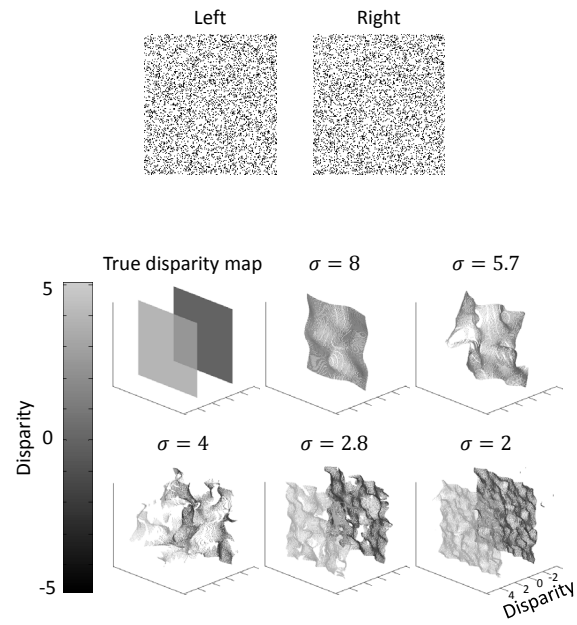 Left Right
True disparity map σ = 8 σ = 5.7
5
0
-5
Disparity
σ = 4 σ = 2.8 σ = 2
4 2 0 -2
Disparity